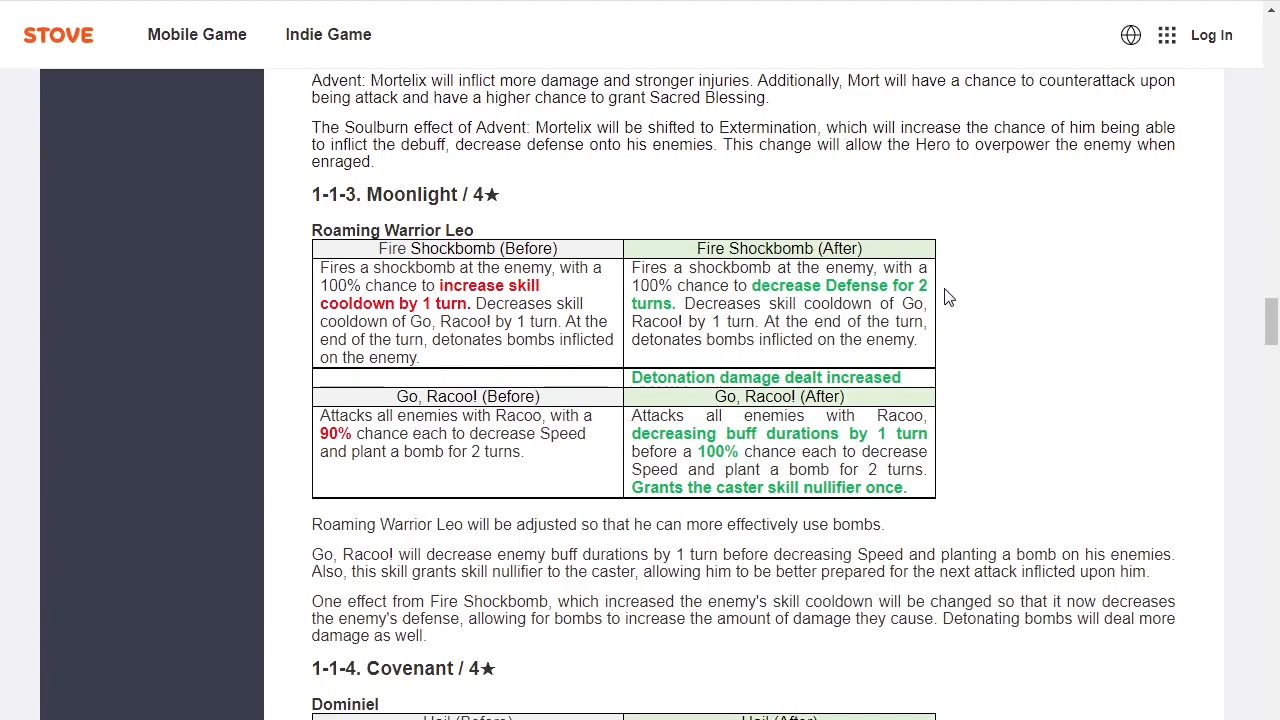 STOVE Mobile Game Indie Game Log In
Advent: Mortelix will inflict more damage and stronger injuries. Additionally, Mort will have a chance to counterattack upon
being attack and have a higher chance to grant Sacred Blessing.
The Soulburn effect of Advent: Mortelix will be shifted to Extermination, which will increase the chance of him being able
to inflict the debuff, decrease defense onto his enemies. This change will allow the Hero to overpower the enemy when
enraged.
1-1-3. Moonlight / 4★
Roaming Warrior Leo
Fire Shockbomb (Before)
Fires a shockbomb at the enemy, with a
100% chance to increase skill
cooldown by 1 turn. Decreases skill
cooldown of Go, Racoo! by 1 turn. At the
end of the turn, detonates bombs inflicted
on the enemy.
Fire Shockbomb (After)
Fires a shockbomb at the enemy, with a
100% chance to decrease Defense for 2
turns. Decreases skill cooldown of Go,
Racoo! by 1 turn. At the end of the turn,
detonates bombs inflicted on the enemy.
Detonation damage dealt increased
Go, Racoo! (Before)
Attacks all enemies with Racoo, with a
90% chance each to decrease Speed
and plant a bomb for 2 turns.
Go, Racoo! (After)
Attacks all enemies with Racoo,
decreasing buff durations by 1 turn
before a 100% chance each to decrease
Speed and plant a bomb for 2 turns.
Grants the caster skill nullifier once.
Roaming Warrior Leo will be adjusted so that he can more effectively use bombs.
Go, Racoo! will decrease enemy buff durations by 1 turn before decreasing Speed and planting a bomb on his enemies.
Also, this skill grants skill nullifier to the caster, allowing him to be better prepared for the next attack inflicted upon him.
One effect from Fire Shockbomb, which increased the enemy's skill cooldown will be changed so that it now decreases
the enemy's defense, allowing for bombs to increase the amount of damage they cause. Detonating bombs will deal more
damage as well.
1-1-4. Covenant / 4★
Dominiel
Hail (Before) Hail (After)